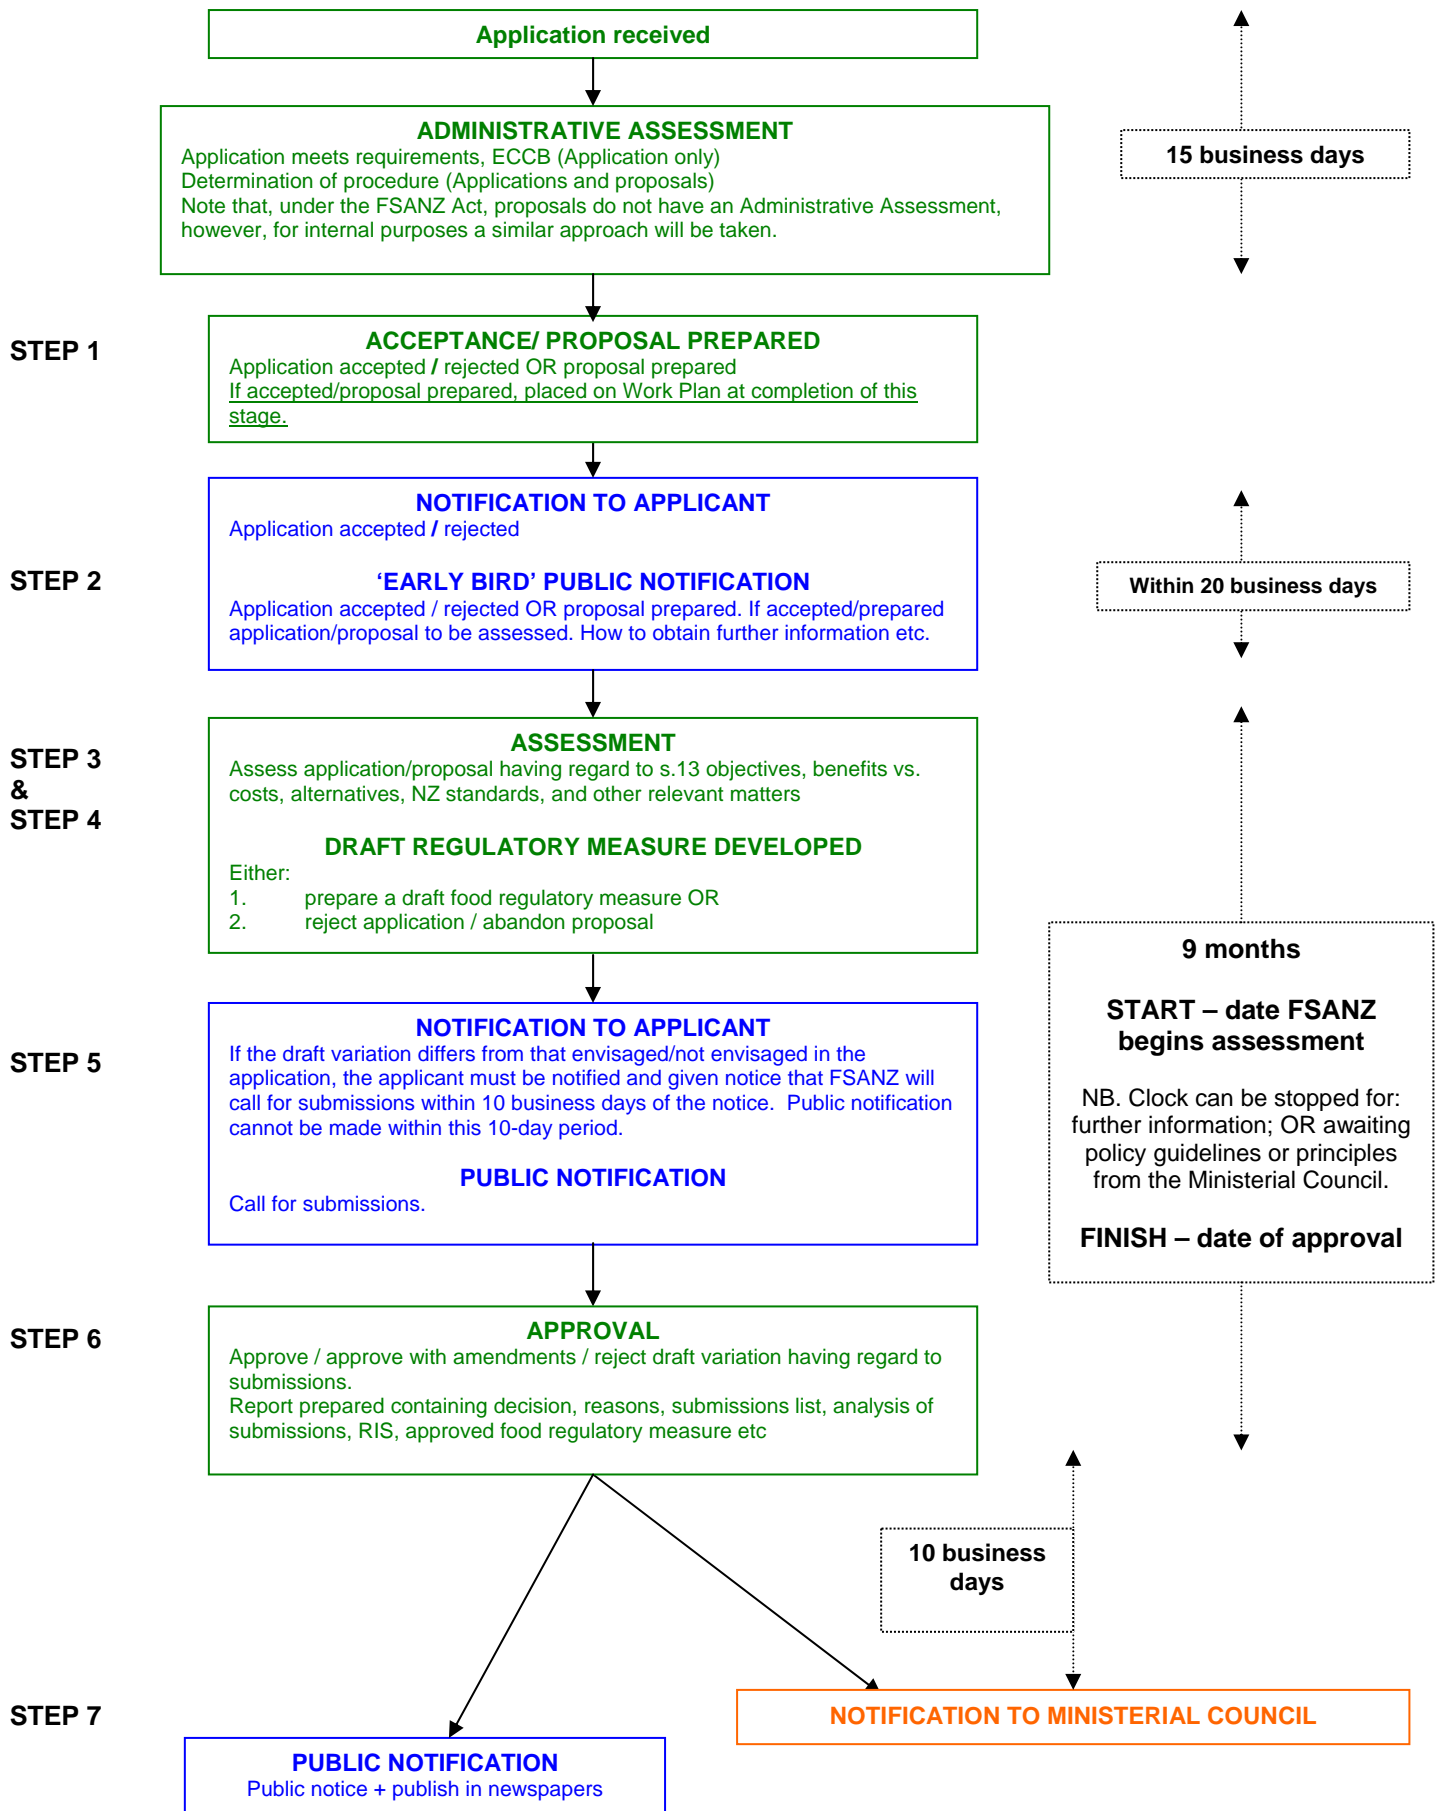 Application received
ADMINISTRATIVE ASSESSMENT
Application meets requirements, ECCB (Application only)
Determination of procedure (Applications and proposals)
Note that, under the FSANZ Act, proposals do not have an Administrative Assessment,
however, for internal purposes a similar approach will be taken.
15 business days
STEP 1
ACCEPTANCE/ PROPOSAL PREPARED
Application accepted / rejected OR proposal prepared
If accepted/proposal prepared, placed on Work Plan at completion of this
stage.
STEP 2
NOTIFICATION TO APPLICANT
Application accepted / rejected
‘EARLY BIRD’ PUBLIC NOTIFICATION
Application accepted / rejected OR proposal prepared. If accepted/prepared
application/proposal to be assessed. How to obtain further information etc.
Within 20 business days
STEP 3
&
STEP 4
ASSESSMENT
Assess application/proposal having regard to s.13 objectives, benefits vs.
costs, alternatives, NZ standards, and other relevant matters
DRAFT REGULATORY MEASURE DEVELOPED
Either:
1. prepare a draft food regulatory measure OR
2. reject application / abandon proposal
9 months
START – date FSANZ
begins assessment
NB. Clock can be stopped for:
further information; OR awaiting
policy guidelines or principles
from the Ministerial Council.
FINISH – date of approval
STEP 5
NOTIFICATION TO APPLICANT
If the draft variation differs from that envisaged/not envisaged in the
application, the applicant must be notified and given notice that FSANZ will
call for submissions within 10 business days of the notice.  Public notification
cannot be made within this 10-day period.
PUBLIC NOTIFICATION
Call for submissions.
STEP 6
APPROVAL
Approve / approve with amendments / reject draft variation having regard to
submissions.
Report prepared containing decision, reasons, submissions list, analysis of
submissions, RIS, approved food regulatory measure etc
10 business
days
STEP 7
NOTIFICATION TO MINISTERIAL COUNCIL
PUBLIC NOTIFICATION
Public notice + publish in newspapers